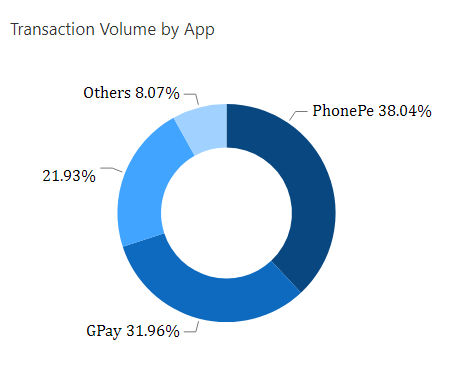 Transaction Volume by App
Others 8.07%
PhonePe 38.04%
21.93%
GPay 31.96%